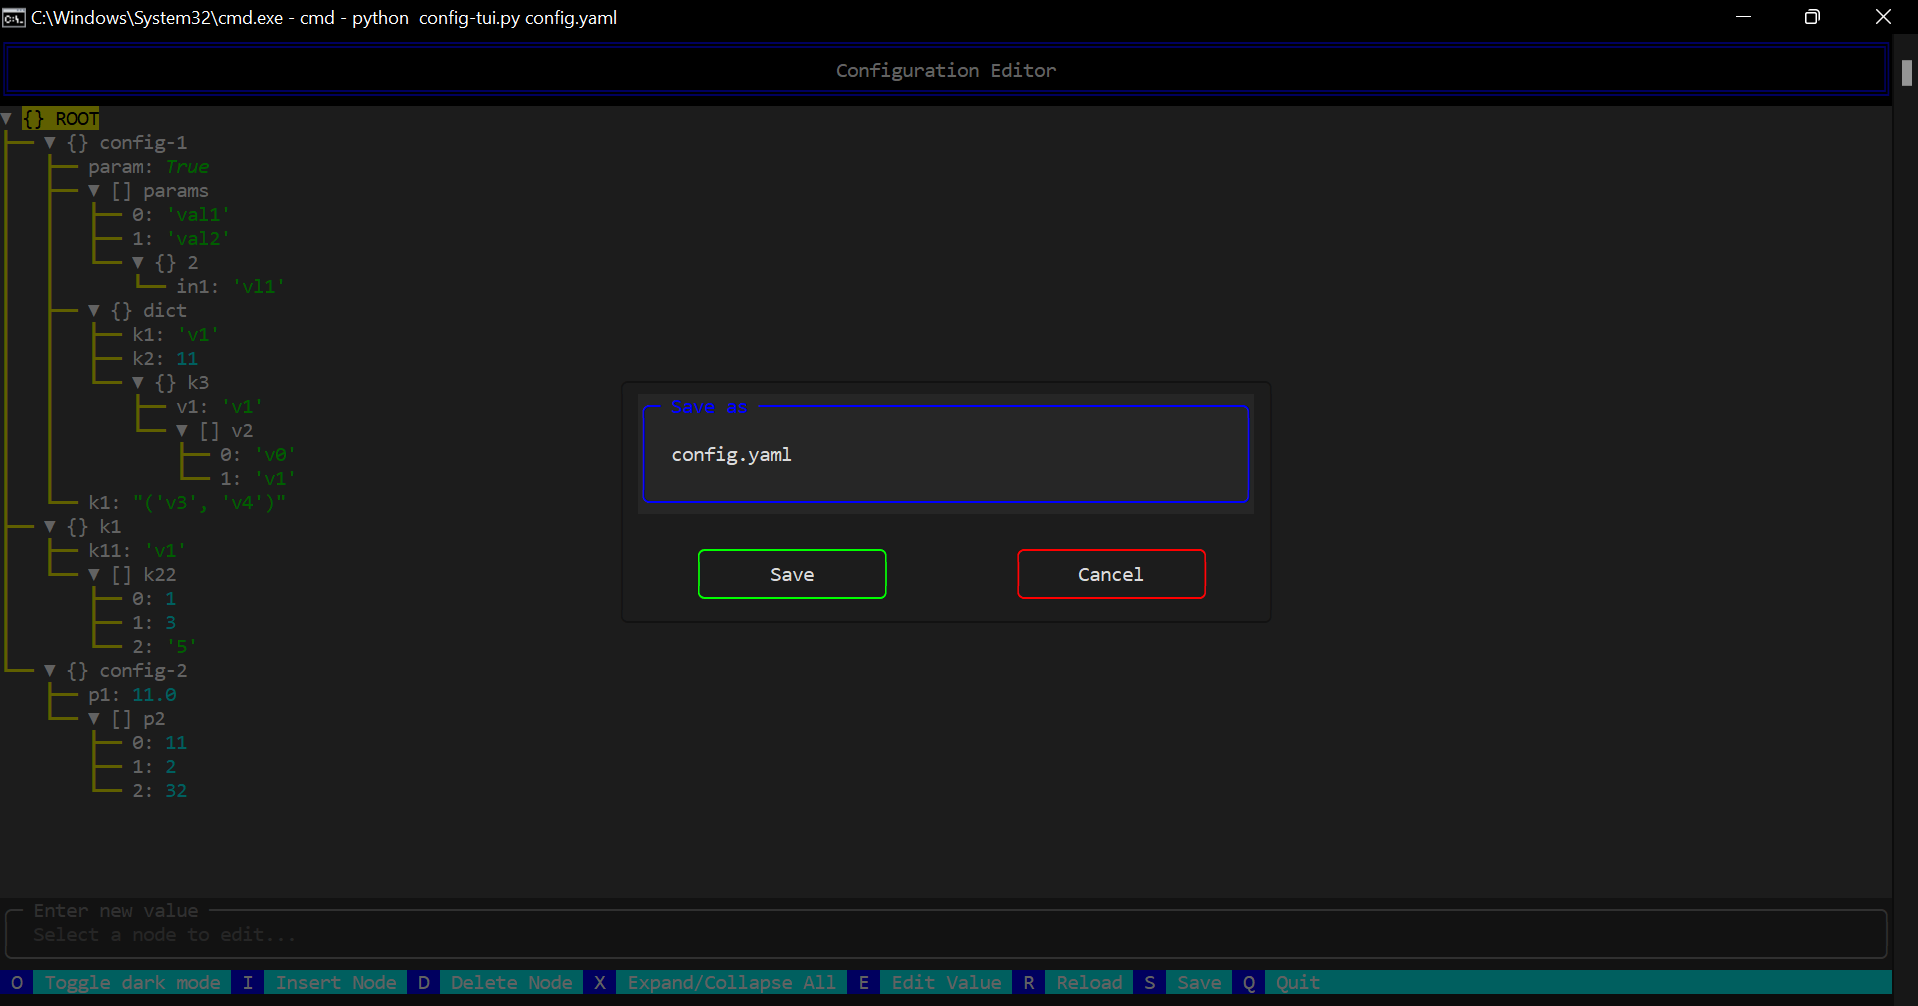 C:\Windows\System32\cmd.exe - cmd - python  config-tui.py config.yaml
Configuration Editor
▼ {} ROOT
▼ {} config-1
param: True
▼ [] params
0: 'val1'
1: 'val2'
▼ {} 2
in1: 'vl1'
▼ {} dict
k1: 'v1'
k2: 11
▼ {} k3
v1: 'v1'
▼ [] v2
0: 'v0'
1: 'v1'
k1: "('v3', 'v4')"
▼ {} k1
k11: 'v1'
▼ [] k22
0: 1
1: 3
2: '5'
▼ {} config-2
p1: 11.0
▼ [] p2
0: 11
1: 2
2: 32
Save as
config.yaml
Save Cancel
Enter new value
Select a node to edit...
O Toggle dark mode I Insert Node D Delete Node X Expand/Collapse All E Edit Value R Reload S Save Q Quit